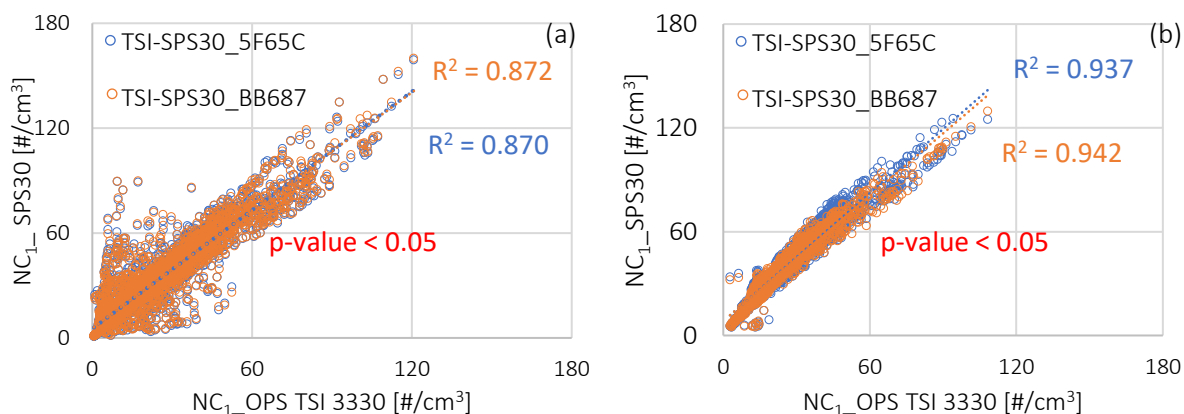 180
120
60
0
NC₁_SPS30 [#/cm³]
TSI-SPS30_5F65C
TSI-SPS30_BB687
(a)
R² = 0.872
R² = 0.870
p-value < 0.05
0 60 120 180
NC₁_OPS TSI 3330 [#/cm³]
180
120
60
0
NC₁_SPS30 [#/cm³]
TSI-SPS30_5F65C
TSI-SPS30_BB687
(b)
R² = 0.937
R² = 0.942
p-value < 0.05
0 60 120 180
NC₁_OPS TSI 3330 [#/cm³]